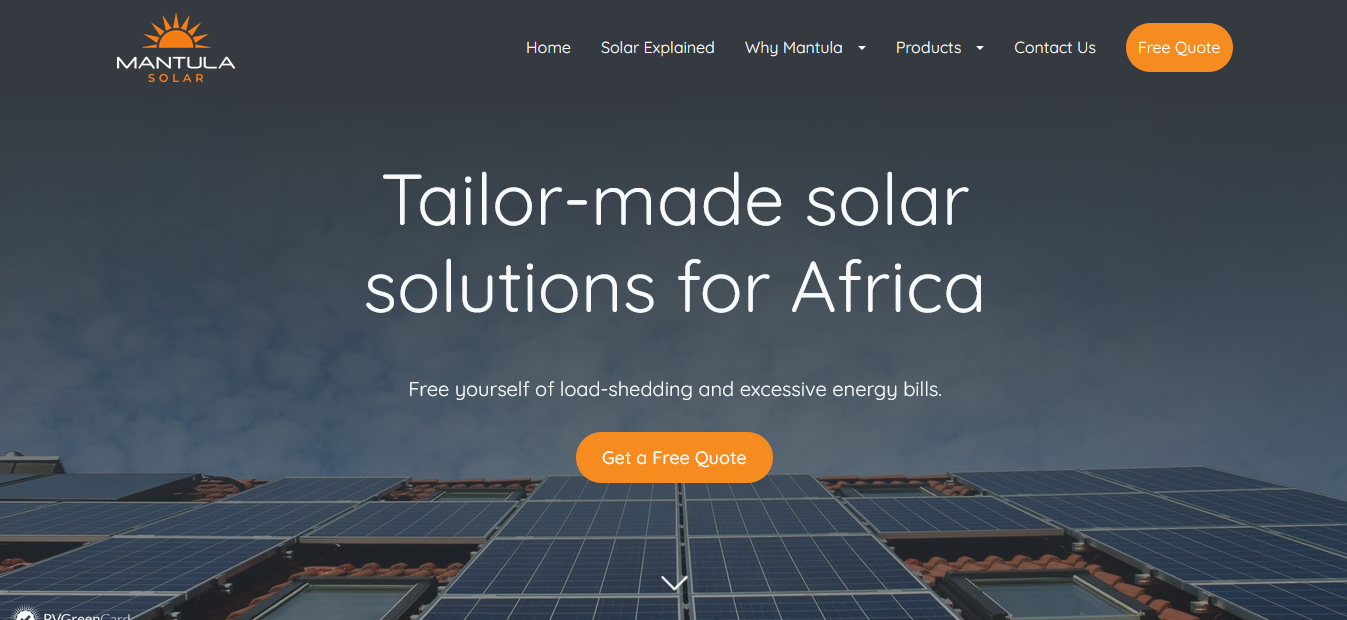 MANTULA
SOLAR
Home Solar Explained Why Mantula Products Contact Us Free Quote
Tailor-made solar
solutions for Africa
Free yourself of load-shedding and excessive energy bills.
Get a Free Quote
PVGreenCard